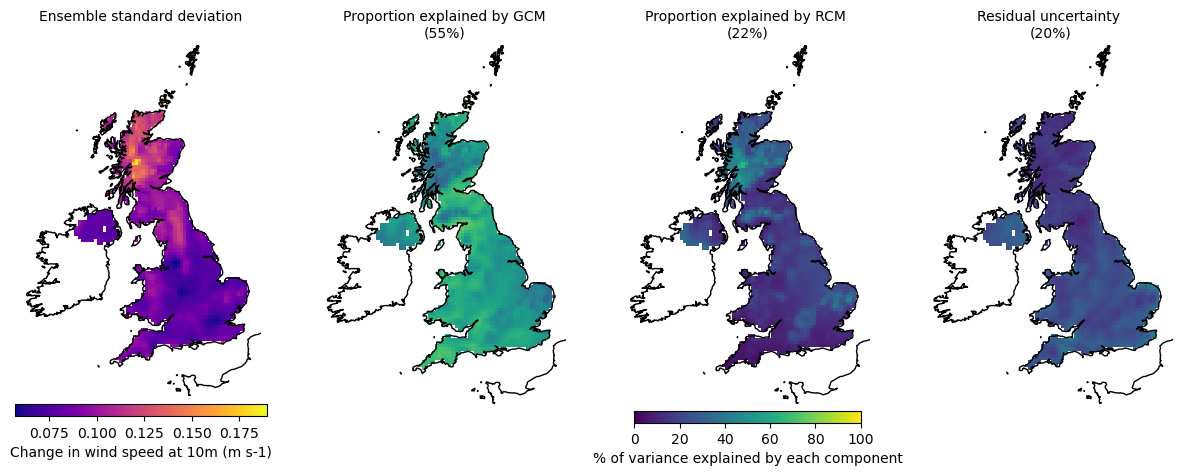 Ensemble standard deviation
Proportion explained by GCM
(55%)
Proportion explained by RCM
(22%)
Residual uncertainty
(20%)
0.075 0.100 0.125 0.150 0.175
Change in wind speed at 10m (m s-1)
0 20 40 60 80 100
% of variance explained by each component